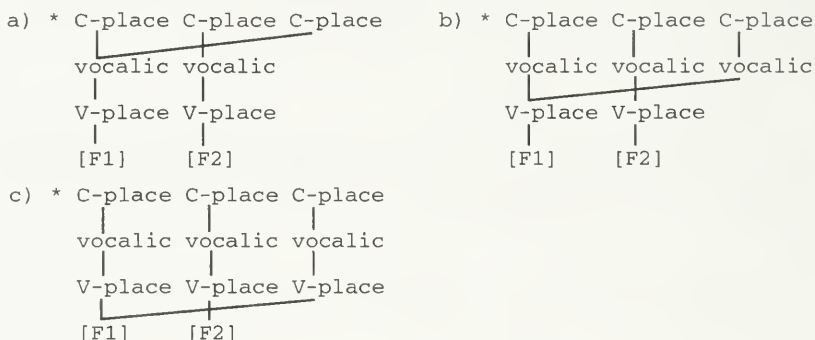 a) * C-place C-place C-place
vocalic vocalic
V-place V-place
[F1} [F2]
b) * C-place C-place C-place
vocalic vocalic vocalic
V-place V-place
[F1] [F2]
c) * C-place C-place C-place
vocalic vocalic vocalic
V-place V-place V-place
[F1] [F2]